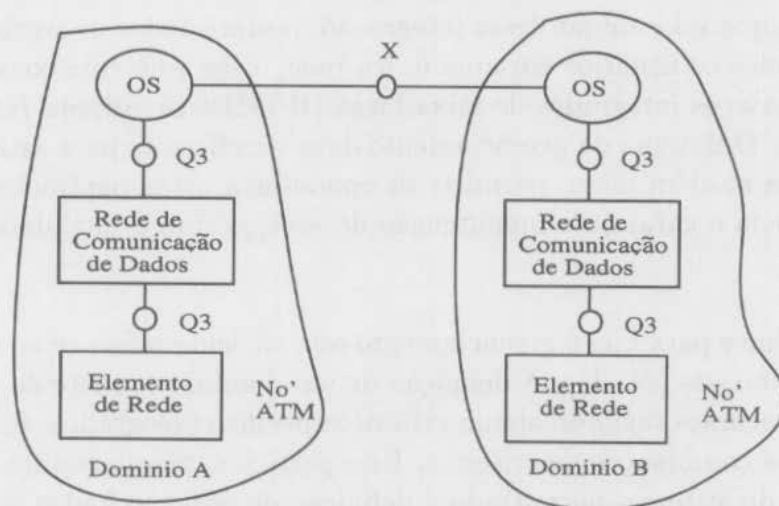 X
OS
OS
Q3
Q3
Rede de
Comunicação
de Dados
Rede de
Comunicação
de Dados
Q3
Q3
Elemento
de Rede
No'
ATM
Elemento
de Rede
No'
ATM
Dominio A
Dominio B